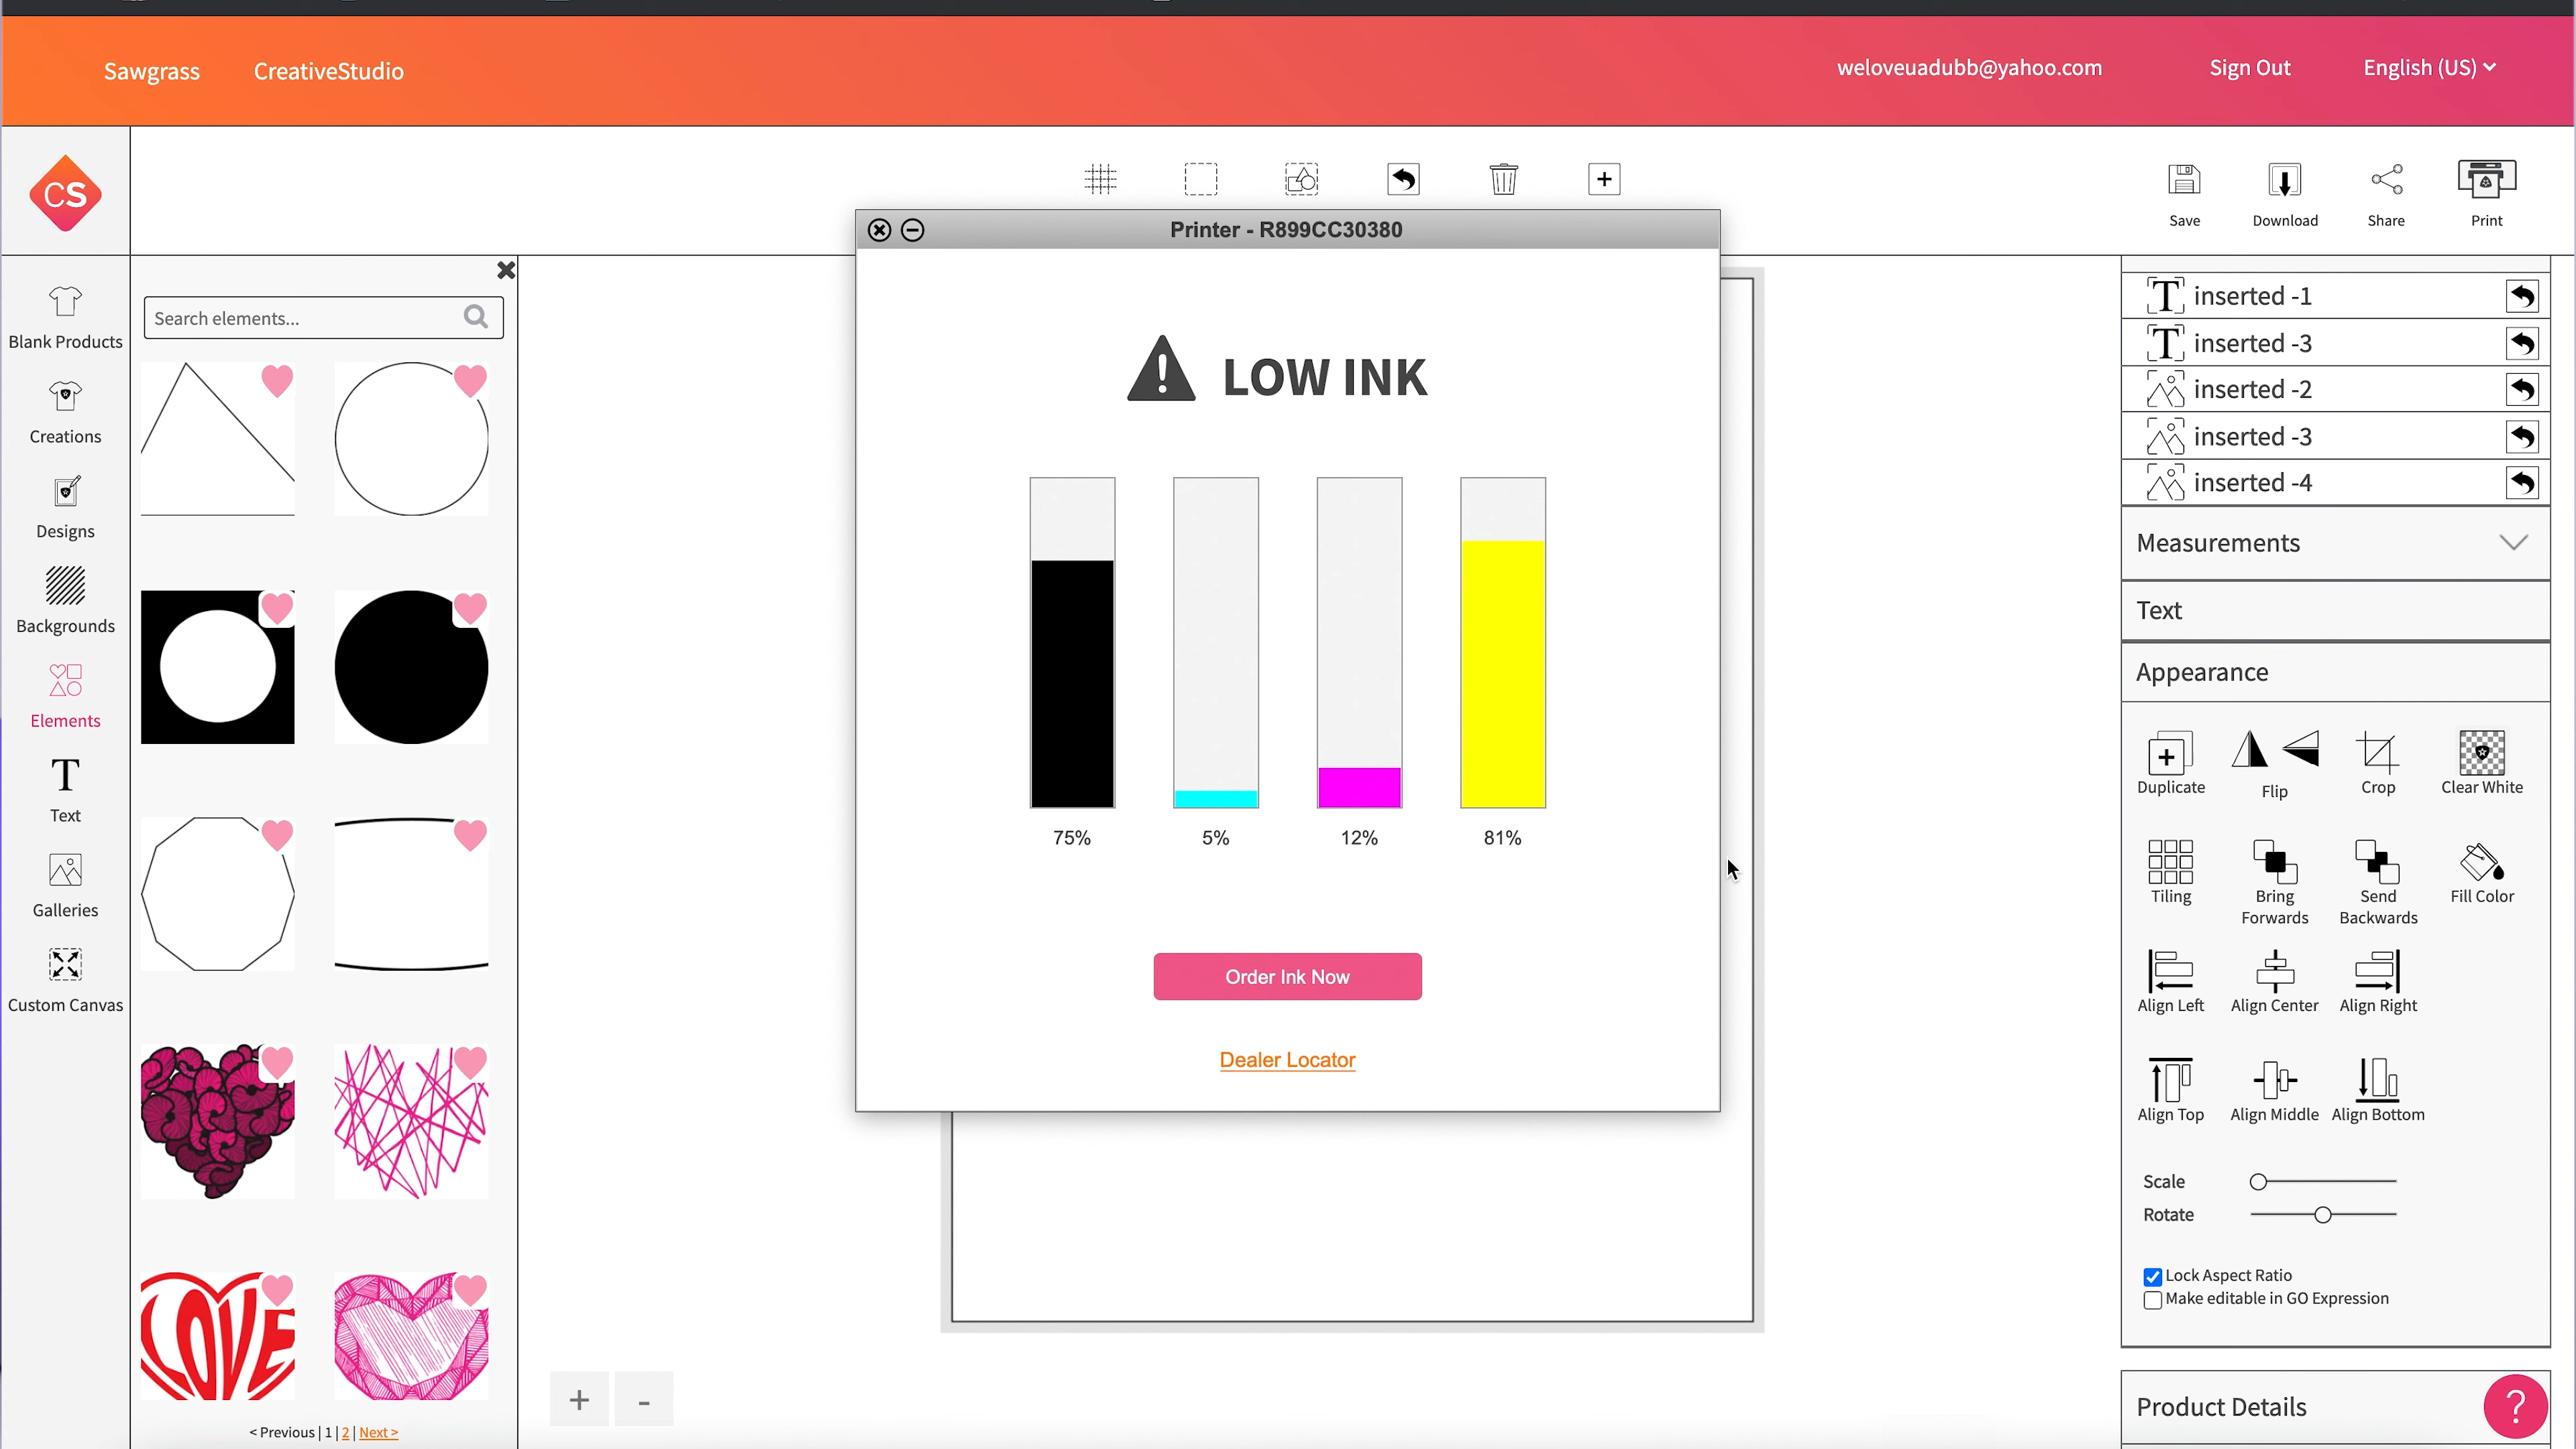 Sawgrass
CreativeStudio
weloveuadubb@yahoo.com
Sign Out
English (US)
CS
Save
Download
Share
Print
Blank Products
Creations
Designs
Backgrounds
Elements
T
Text
Galleries
Custom Canvas
Search elements...
LOVE
< Previous | 1 | 2 | Next >
Printer - R899CC30380
LOW INK
75%
5%
12%
81%
Order Ink Now
Dealer Locator
+
-
T inserted -1
T inserted -3
inserted -2
inserted -3
inserted -4
Measurements
Text
Appearance
Duplicate
Flip
Crop
Clear White
Tiling
Bring
Forwards
Send
Backwards
Fill Color
Align Left
Align Center
Align Right
Align Top
Align Middle
Align Bottom
Scale
Rotate
Lock Aspect Ratio
Make editable in GO Expression
Product Details
?